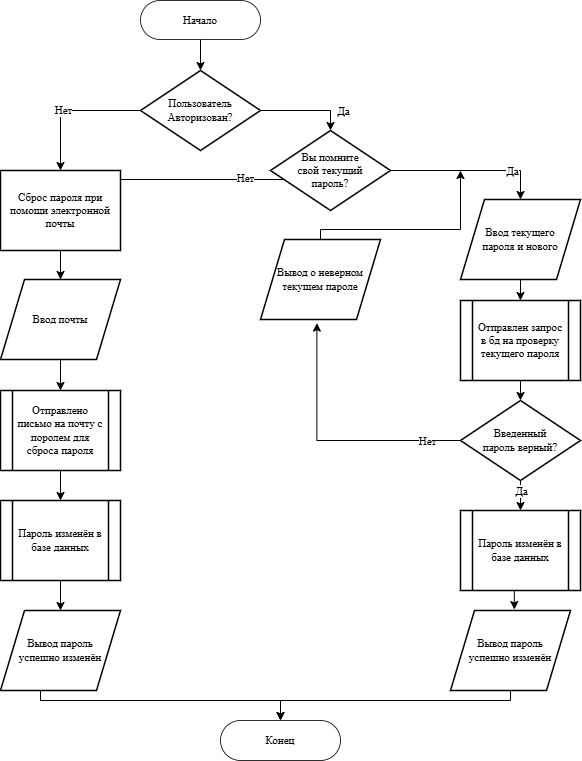 Начало
Пользователь
Авторизован?
Нет
Да
Вы помните
свой текущий
пароль?
Нет
Да
Сброс пароля при
помощи электронной
почты
Ввод текущего
пароля и нового
Вывод о неверном
текущем пароле
Ввод почты
Отправлен запрос
в бд на проверку
текущего пароля
Отправлено
письмо на почту с
поролем для
сброса пароля
Введенный
пароль верный?
Нет
Да
Пароль изменён в
базе данных
Пароль изменён в
базе данных
Вывод пароль
успешно изменён
Вывод пароль
успешно изменён
Конец